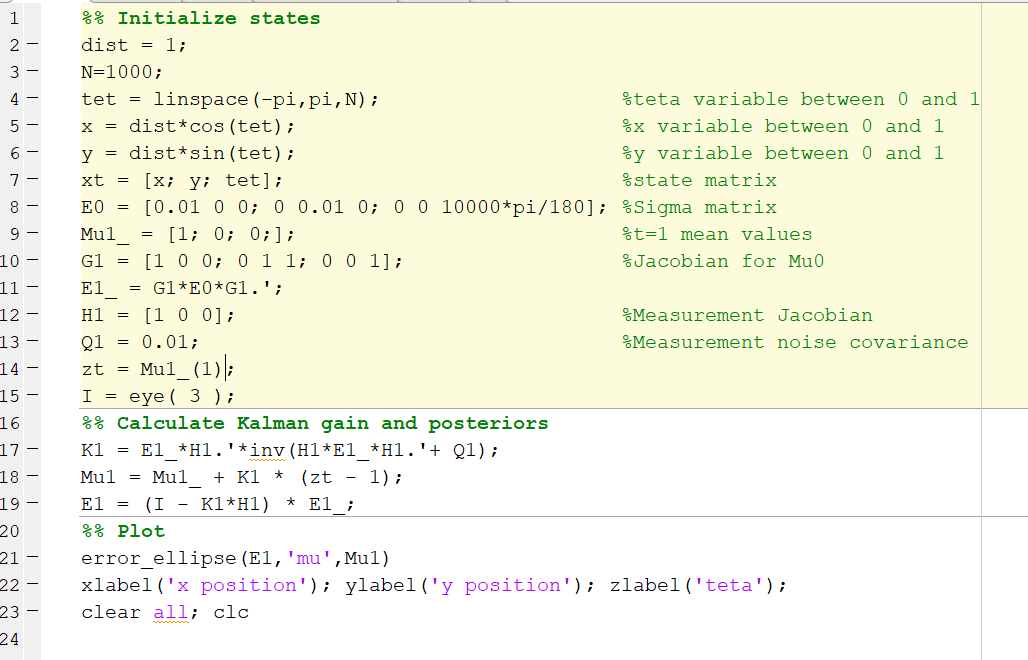 1 %% Initialize states
2 dist = 1;
3 N=1000;
4 tet = linspace(-pi,pi,N); %teta variable between 0 and 1
5 x = dist*cos(tet); %x variable between 0 and 1
6 y = dist*sin(tet); %y variable between 0 and 1
7 xt = [x; y; tet]; %state matrix
8 E0 = [0.01 0 0; 0 0.01 0; 0 0 10000*pi/180]; %Sigma matrix
9 Mu1_ = [1; 0; 0;]; %t=1 mean values
10 G1 = [1 0 0; 0 1 1; 0 0 1]; %Jacobian for Mu0
11 E1_ = G1*E0*G1.';
12 H1 = [1 0 0]; %Measurement Jacobian
13 Q1 = 0.01; %Measurement noise covariance
14 zt = Mu1_(1);
15 I = eye( 3 );
16 %% Calculate Kalman gain and posteriors
17 K1 = E1_*H1.'*inv(H1*E1_*H1.'+ Q1);
18 Mu1 = Mu1_ + K1 * (zt - 1);
19 E1 = (I - K1*H1) * E1_;
20 %% Plot
21 error_ellipse(E1,'mu',Mu1)
22 xlabel('x position'); ylabel('y position'); zlabel('teta');
23 clear all; clc
24